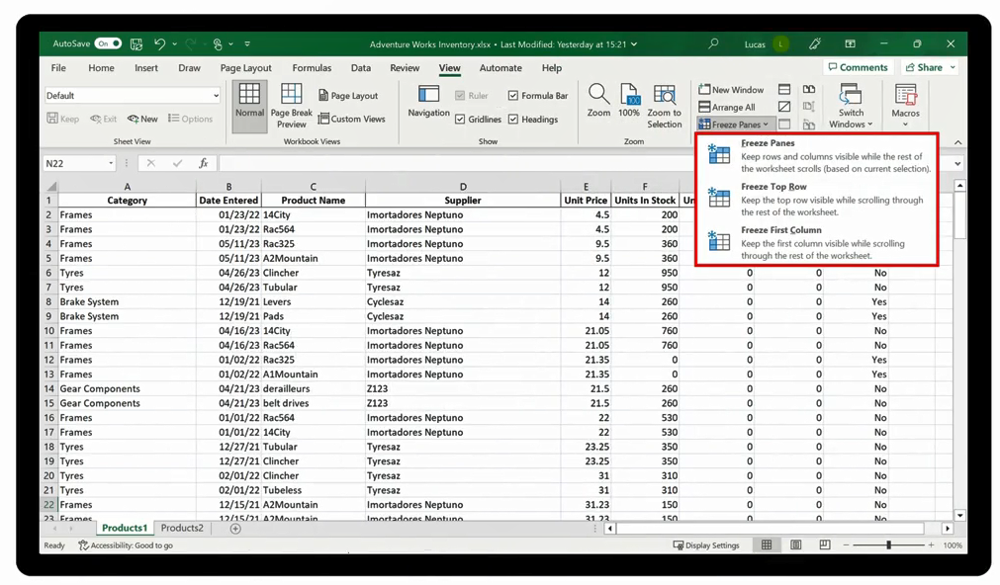 AutoSave On
Adventure Works Inventory.xlsx • Last Modified: Yesterday at 15:21
Lucas L
File Home Insert Draw Page Layout Formulas Data Review View Automate Help Comments Share
Default
Keep Exit New Options
Sheet View
Normal Page Break Preview Page Layout Custom Views
Workbook Views
Navigation Ruler Formula Bar Gridlines Headings
Show
Zoom 100% Zoom to Selection
Zoom
New Window
Arrange All
Freeze Panes
Switch Windows
Macros
Freeze Panes
Keep rows and columns visible while the rest of
the worksheet scrolls (based on current selection).
Freeze Top Row
Keep the top row visible while scrolling through
the rest of the worksheet.
Freeze First Column
Keep the first column visible while scrolling
through the rest of the worksheet.
N22 fx
A B C D E F
1 Category Date Entered Product Name Supplier Unit Price Units In Stock
2 Frames 01/23/22 14City Imortadores Neptuno 4.5 200
3 Frames 01/23/22 Rac564 Imortadores Neptuno 4.5 200
4 Frames 05/11/23 Rac325 Imortadores Neptuno 9.5 360
5 Frames 05/11/23 A2Mountain Imortadores Neptuno 9.5 360
6 Tyres 04/26/23 Clincher Tyresaz 12 950 0 0 No
7 Tyres 04/26/23 Tubular Tyresaz 12 950 0 0 No
8 Brake System 12/19/21 Levers Cyclesaz 14 260 0 0 Yes
9 Brake System 12/19/21 Pads Cyclesaz 14 260 0 0 Yes
10 Frames 04/16/23 14City Imortadores Neptuno 21.05 760 0 0 No
11 Frames 04/16/23 Rac564 Imortadores Neptuno 21.05 760 0 0 No
12 Frames 01/02/22 Rac325 Imortadores Neptuno 21.35 0 0 0 Yes
13 Frames 01/02/22 A1Mountain Imortadores Neptuno 21.35 0 0 0 Yes
14 Gear Components 04/21/23 derailleurs Z123 21.5 260 0 0 No
15 Gear Components 04/21/23 belt drives Z123 21.5 260 0 0 No
16 Frames 01/01/22 Rac564 Imortadores Neptuno 22 530 0 0 No
17 Frames 01/01/22 14City Imortadores Neptuno 22 530 0 0 No
18 Tyres 12/27/21 Tubular Tyresaz 23.25 350 0 0 No
19 Tyres 12/27/21 Clincher Tyresaz 23.25 350 0 0 No
20 Tyres 02/01/22 Clincher Tyresaz 31 310 0 0 No
21 Tyres 02/01/22 Tubeless Tyresaz 31 310 0 0 No
22 Frames 12/15/21 A2Mountain Imortadores Neptuno 31.23 150 0 0 No
23 Frames 12/15/21 A2Mountain Imortadores Neptuno 31.23 150 0 0 No
Products1 Products2
Ready Accessibility: Good to go Display Settings 100%